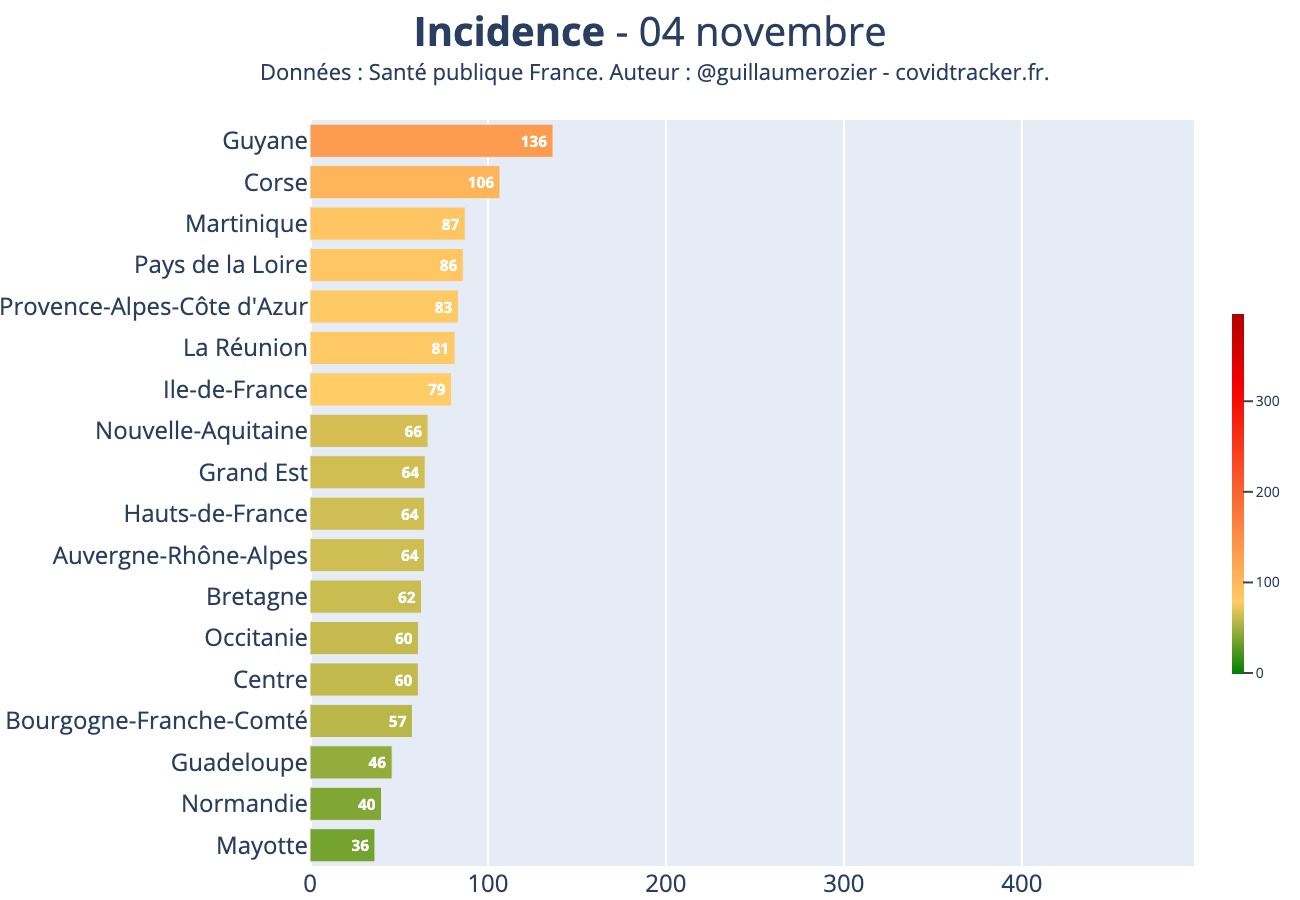 Incidence - 04 novembre
Données : Santé publique France. Auteur : @guillaumerozier - covidtracker.fr.
Guyane 136
Corse 106
Martinique 87
Pays de la Loire 86
Provence-Alpes-Côte d'Azur 83
La Réunion 81
Ile-de-France 79
Nouvelle-Aquitaine 66
Grand Est 64
Hauts-de-France 64
Auvergne-Rhône-Alpes 64
Bretagne 62
Occitanie 60
Centre 60
Bourgogne-Franche-Comté 57
Guadeloupe 46
Normandie 40
Mayotte 36
0 100 200 300 400
300
200
100
0